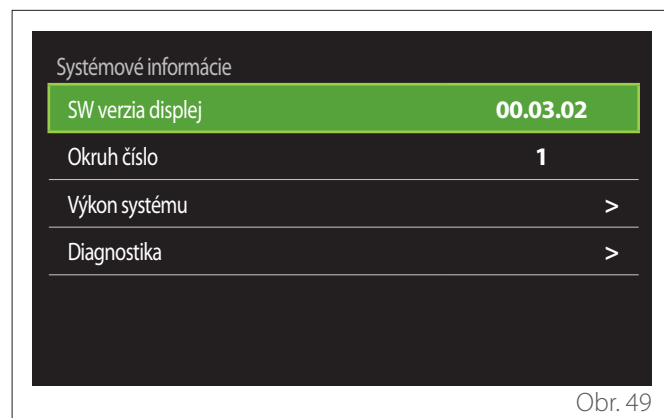 Systémové informácie
SW verzia displej 00.03.02
Okruh číslo 1
Výkon systému >
Diagnostika >
Obr. 49